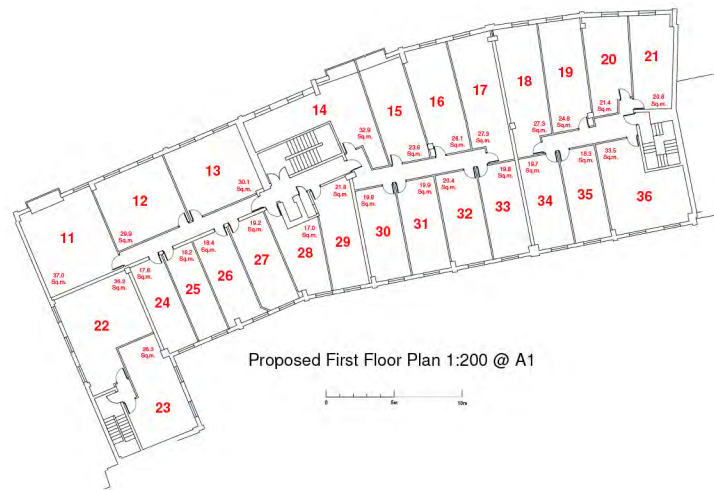 21
20
19
18
17
16
15
14
20.8
Sq.m.
21.4
Sq.m.
24.8
Sq.m.
27.3
Sq.m.
27.3
Sq.m.
26.1
Sq.m.
23.6
Sq.m.
32.9
Sq.m.
13
30.1
Sq.m.
12
29.9
Sq.m.
11
37.0
Sq.m.
36.0
Sq.m.
22
26.3
Sq.m.
23
17.6
Sq.m.
24
16.2
Sq.m.
25
18.4
Sq.m.
26
19.2
Sq.m.
27
17.0
Sq.m.
28
21.8
Sq.m.
29
19.8
Sq.m.
30
19.9
Sq.m.
31
20.4
Sq.m.
32
19.8
Sq.m.
33
19.7
Sq.m.
34
18.3
Sq.m.
35
33.5
Sq.m.
36
Proposed First Floor Plan 1:200 @ A1
0 5m 10m